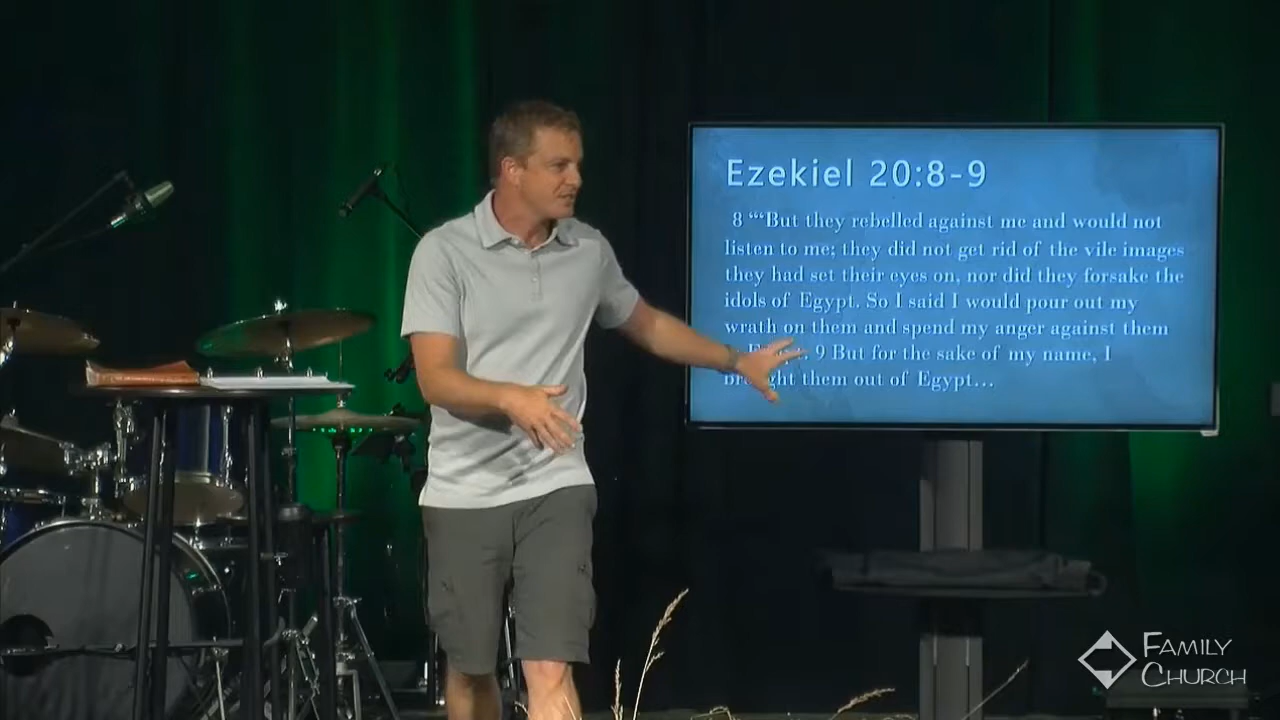 Ezekiel 20:8-9
8 “‘But they rebelled against me and would not
listen to me; they did not get rid of the vile images
they had set their eyes on, nor did they forsake the
idols of Egypt. So I said I would pour out my
wrath on them and spend my anger against them
9 But for the sake of my name, I
them out of Egypt...
FAMILY
CHURCH